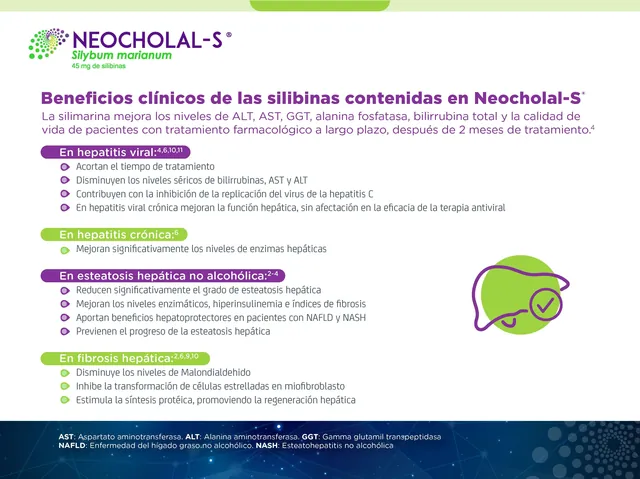 NEOCHOLAL-S®
Silybum marianum
45 mg de silibinas
Beneficios clínicos de las silibinas contenidas en Neocholal-S*
La silimarina mejora los niveles de ALT, AST, GGT, alanina fosfatasa, bilirrubina total y la calidad de
vida de pacientes con tratamiento farmacológico a largo plazo, después de 2 meses de tratamiento.4
En hepatitis viral:4,6,10,11
Acortan el tiempo de tratamiento
Disminuyen los niveles séricos de bilirrubinas, AST y ALT
Contribuyen con la inhibición de la replicación del virus de la hepatitis C
En hepatitis viral crónica mejoran la función hepática, sin afectación en la eficacia de la terapia antiviral
En hepatitis crónica:6
Mejoran significativamente los niveles de enzimas hepáticas
En esteatosis hepática no alcohólica:2-4
Reducen significativamente el grado de esteatosis hepática
Mejoran los niveles enzimáticos, hiperinsulinemia e índices de fibrosis
Aportan beneficios hepatoprotectores en pacientes con NAFLD y NASH
Previenen el progreso de la esteatosis hepática
En fibrosis hepática:2,6,9,10
Disminuye los niveles de Malondialdehido
Inhibe la transformación de células estrelladas en miofibroblasto
Estimula la síntesis protéica, promoviendo la regeneración hepática
AST: Aspartato aminotransferasa. ALT: Alanina aminotransferasa. GGT: Gamma glutamil transpeptidasa
NAFLD: Enfermedad del hígado graso no alcohólico. NASH: Esteatohepatitis no alcohólica